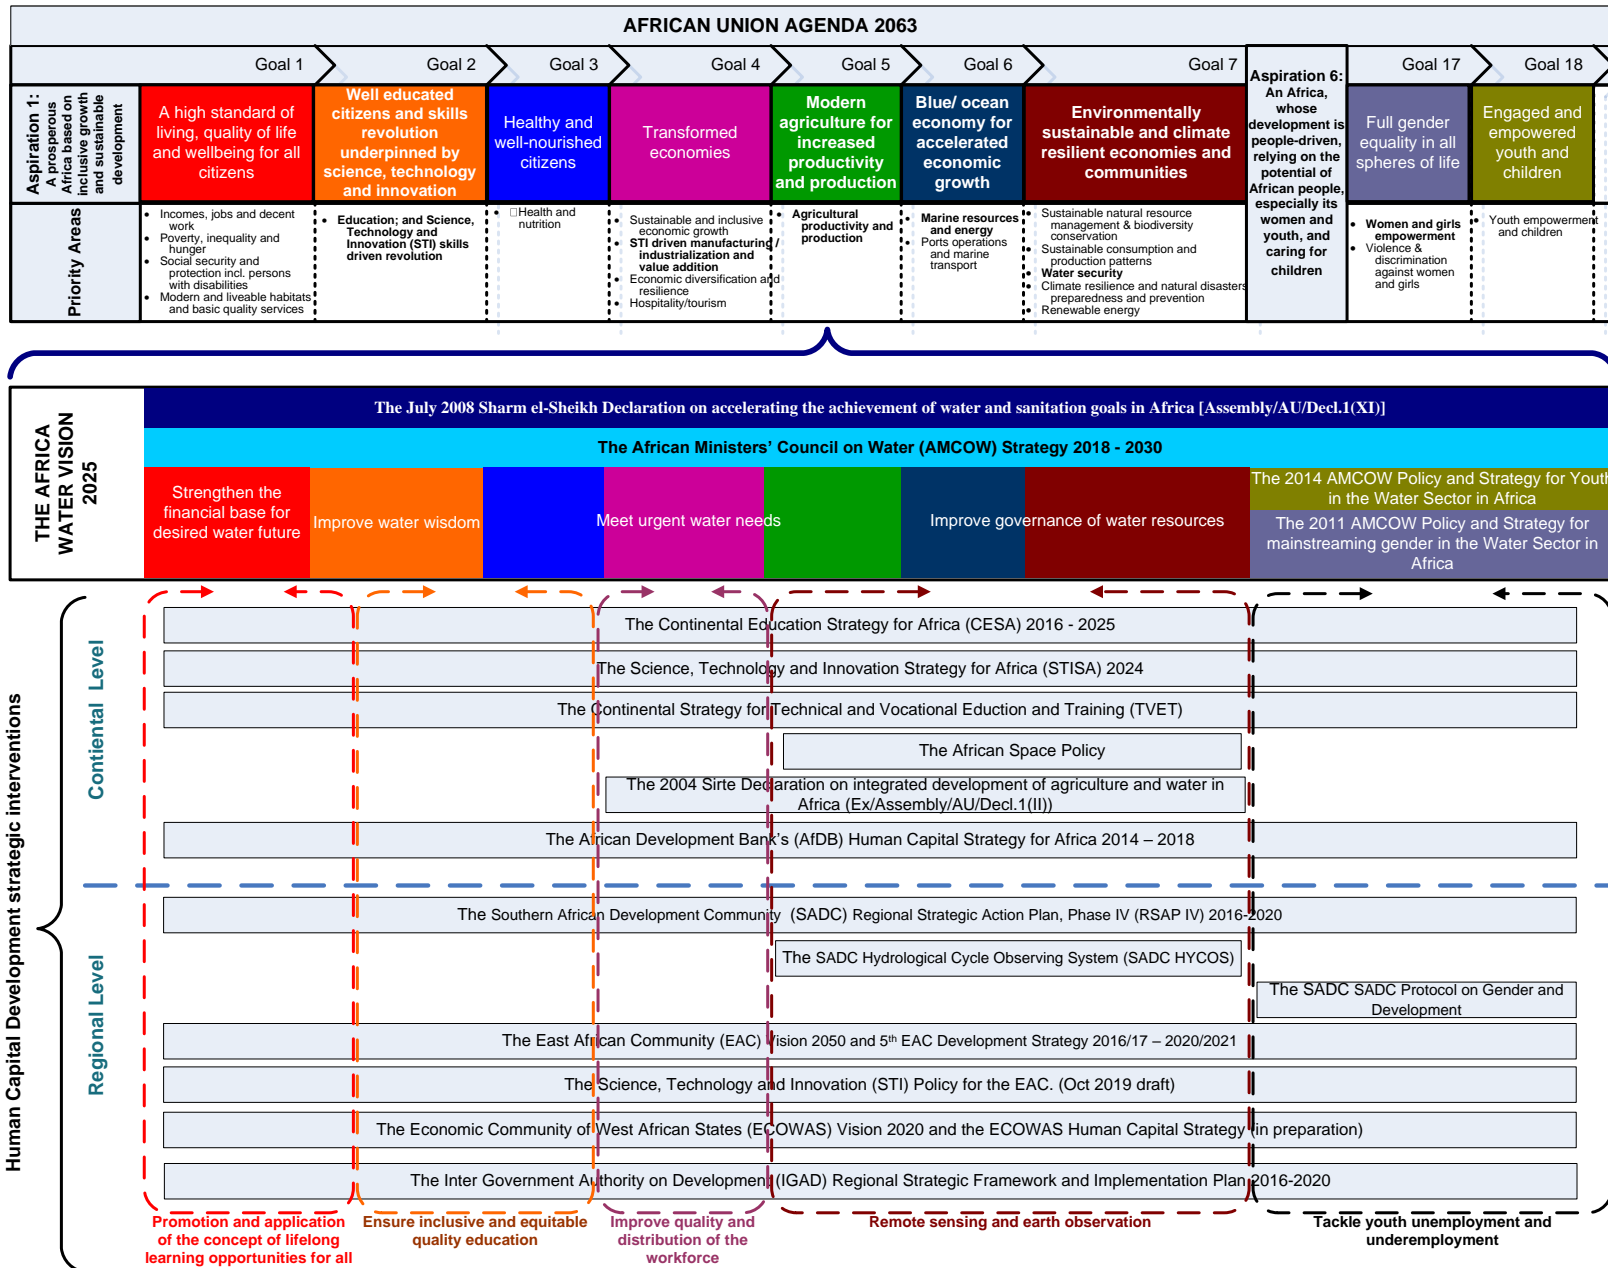 AFRICAN UNION AGENDA 2063
Goal 1
Goal 2
Goal 3
Goal 4
Goal 5
Goal 6
Goal 7
Goal 17
Goal 18
Aspiration 1:
A prosperous
Africa based on
inclusive growth
and sustainable
development
A high standard of
living, quality of life
and wellbeing for all
citizens
Well educated
citizens and skills
revolution
underpinned by
science, technology
and innovation
Healthy and
well-nourished
citizens
Transformed
economies
Modern
agriculture for
increased
productivity
and production
Blue/ ocean
economy for
accelerated
economic
growth
Environmentally
sustainable and climate
resilient economies and
communities
Aspiration 6:
An Africa,
whose
development is
people-driven,
relying on the
potential of
African people,
especially its
women and
youth, and
caring for
children
Full gender
equality in all
spheres of life
Engaged and
empowered
youth and
children
Priority Areas
• Incomes, jobs and decent
work
• Poverty, inequality and
hunger
• Social security and
protection incl. persons
with disabilities
• Modern and liveable habitats
and basic quality services
• Education; and Science,
Technology and
Innovation (STI) skills
driven revolution
• □Health and
nutrition
• Sustainable and inclusive
economic growth
• STI driven manufacturing /
industrialization and
value addition
• Economic diversification and
resilience
• Hospitality/tourism
• Agricultural
productivity and
production
• Marine resources
and energy
• Ports operations
and marine
transport
• Sustainable natural resource
management & biodiversity
conservation
• Sustainable consumption and
production patterns
• Water security
• Climate resilience and natural disasters
preparedness and prevention
• Renewable energy
• Women and girls
empowerment
• Violence &
discrimination
against women
and girls
• Youth empowerment
and children
THE AFRICA
WATER VISION
2025
The July 2008 Sharm el-Sheikh Declaration on accelerating the achievement of water and sanitation goals in Africa [Assembly/AU/Decl.1(XI)]
The African Ministers' Council on Water (AMCOW) Strategy 2018 - 2030
Strengthen the
financial base for
desired water future
Improve water wisdom
Meet urgent water needs
Improve governance of water resources
The 2014 AMCOW Policy and Strategy for Youth
in the Water Sector in Africa
The 2011 AMCOW Policy and Strategy for
mainstreaming gender in the Water Sector in
Africa
Human Capital Development strategic interventions
Contiental Level
The Continental Education Strategy for Africa (CESA) 2016 - 2025
The Science, Technology and Innovation Strategy for Africa (STISA) 2024
The Continental Strategy for Technical and Vocational Eduction and Training (TVET)
The African Space Policy
The 2004 Sirte Declaration on integrated development of agriculture and water in
Africa (Ex/Assembly/AU/Decl.1(II))
The African Development Bank's (AfDB) Human Capital Strategy for Africa 2014 – 2018
Regional Level
The Southern African Development Community (SADC) Regional Strategic Action Plan, Phase IV (RSAP IV) 2016-2020
The SADC Hydrological Cycle Observing System (SADC HYCOS)
The SADC SADC Protocol on Gender and
Development
The East African Community (EAC) Vision 2050 and 5th EAC Development Strategy 2016/17 – 2020/2021
The Science, Technology and Innovation (STI) Policy for the EAC. (Oct 2019 draft)
The Economic Community of West African States (ECOWAS) Vision 2020 and the ECOWAS Human Capital Strategy (in preparation)
The Inter Government Authority on Development (IGAD) Regional Strategic Framework and Implementation Plan 2016-2020
Promotion and application
of the concept of lifelong
learning opportunities for all
Ensure inclusive and equitable
quality education
Improve quality and
distribution of the
workforce
Remote sensing and earth observation
Tackle youth unemployment and
underemployment